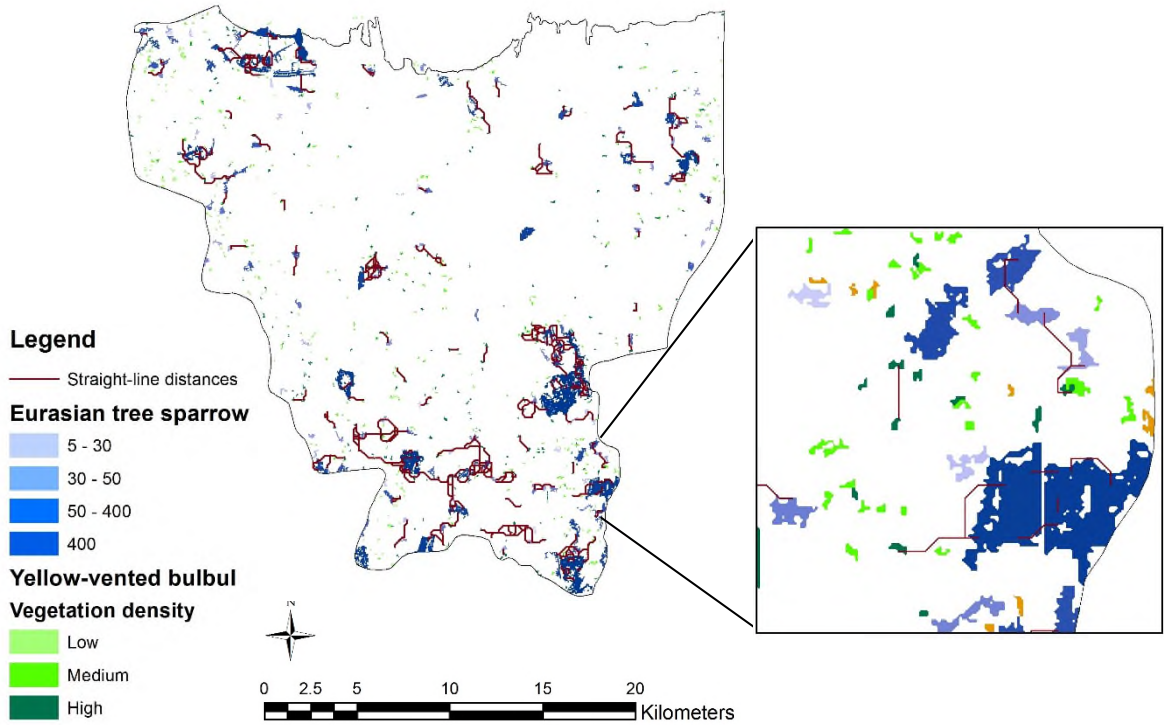 Legend
Straight-line distances
Eurasian tree sparrow
5 - 30
30 - 50
50 - 400
400
Yellow-vented bulbul
Vegetation density
Low
Medium
High
N
0 2.5 5 10 15 20
Kilometers